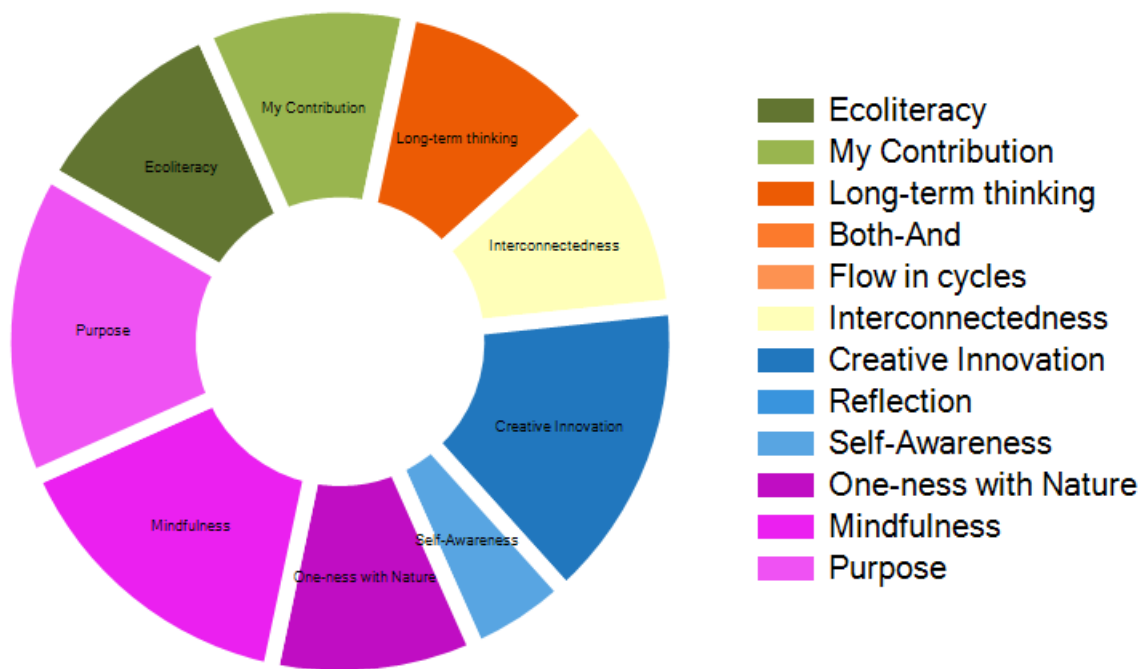 My Contribution
Long-term thinking
Ecoliteracy
Interconnectedness
Purpose
Creative Innovation
Mindfulness
Self-Awareness
One-ness with Nature
Ecoliteracy
My Contribution
Long-term thinking
Both-And
Flow in cycles
Interconnectedness
Creative Innovation
Reflection
Self-Awareness
One-ness with Nature
Mindfulness
Purpose